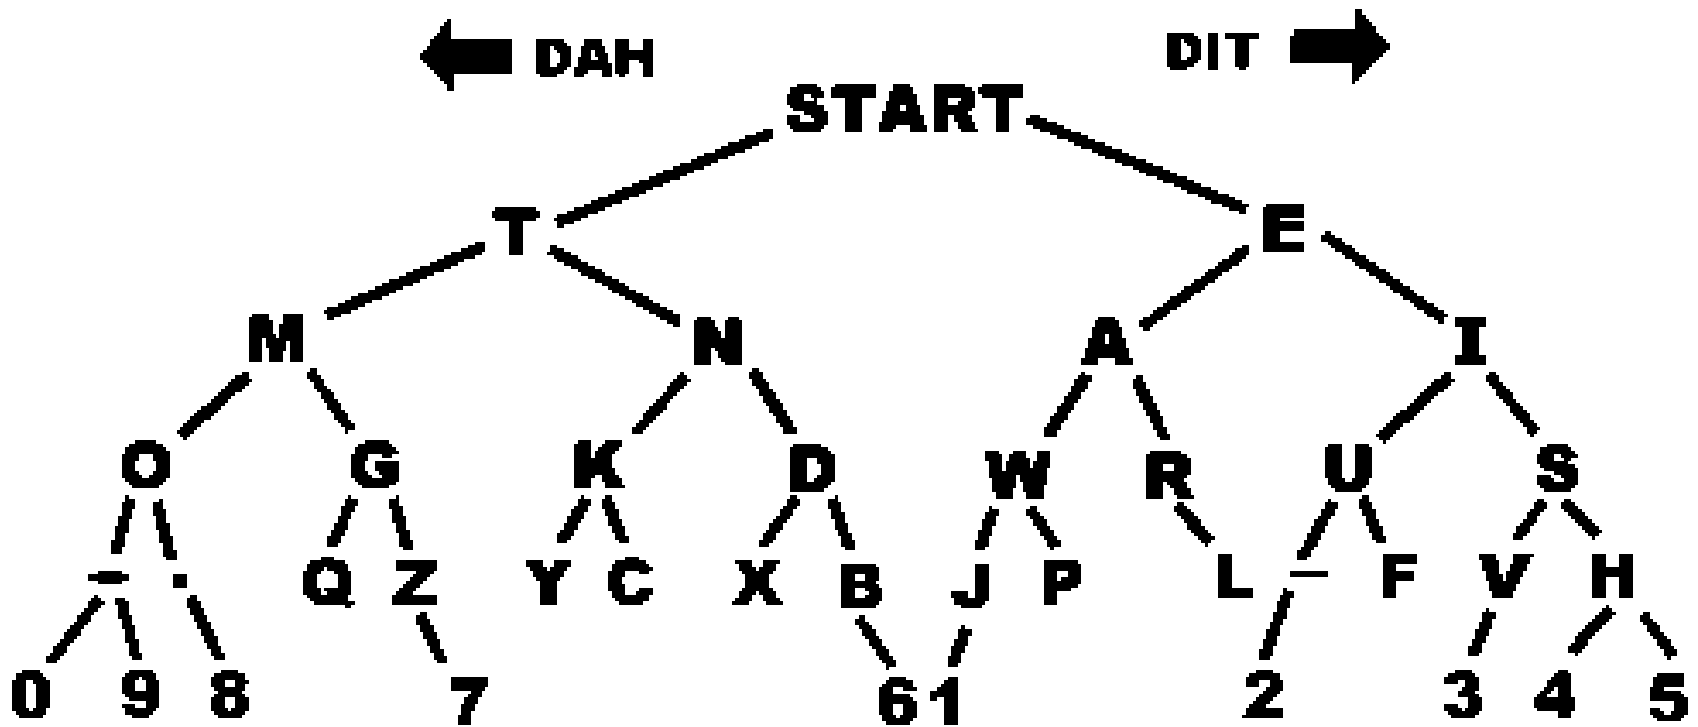 DAH DIT
START
T E
M N A I
O G K D W R U S
– . Q Z Y C X B J P L – F V H
0 9 8 7 6 1 2 3 4 5